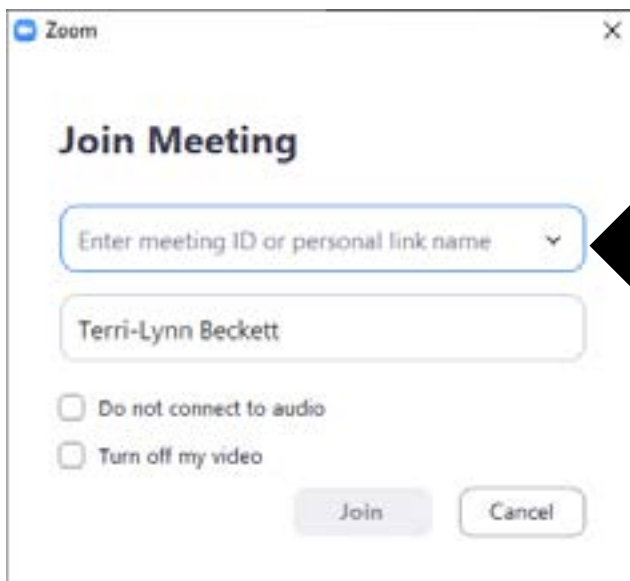 Zoom
Join Meeting
Enter meeting ID or personal link name
Terri-Lynn Beckett
Do not connect to audio
Turn off my video
Join Cancel